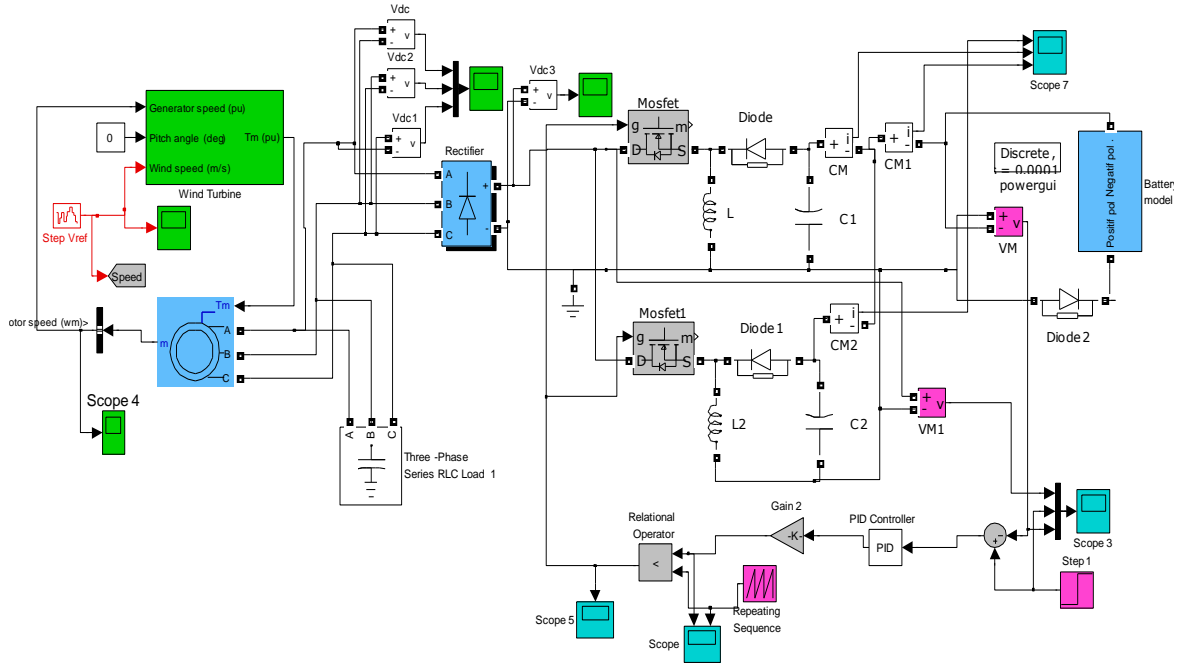 Vdc
+
-
v
Vdc2
+
-
v
Vdc1
+
-
v
Vdc3
+
-
v
Scope 7
Generator speed (pu)
Pitch angle (deg)
Wind speed (m/s)
Tm (pu)
0
Wind Turbine
Step Vref
Speed
Rectifier
A
B
C
+
-
Mosfet
g
m
D
S
Diode
L
C1
+
i
-
CM
+
i
-
CM1
Discrete,
= 0.0001
powergui
+
-
v
VM
Positif pol
Negatif pol .
Battery
model
Diode 2
otor speed (wm)>
m
Tm
A
B
C
Scope 4
A
B
C
Three -Phase
Series RLC Load 1
Mosfet1
g
m
D
S
Diode 1
L2
C2
+
i
-
CM2
+
-
v
VM1
Relational
Operator
<
Gain 2
-K-
PID Controller
PID
+
-
Scope 3
Step 1
Repeating
Sequence
Scope 5
Scope